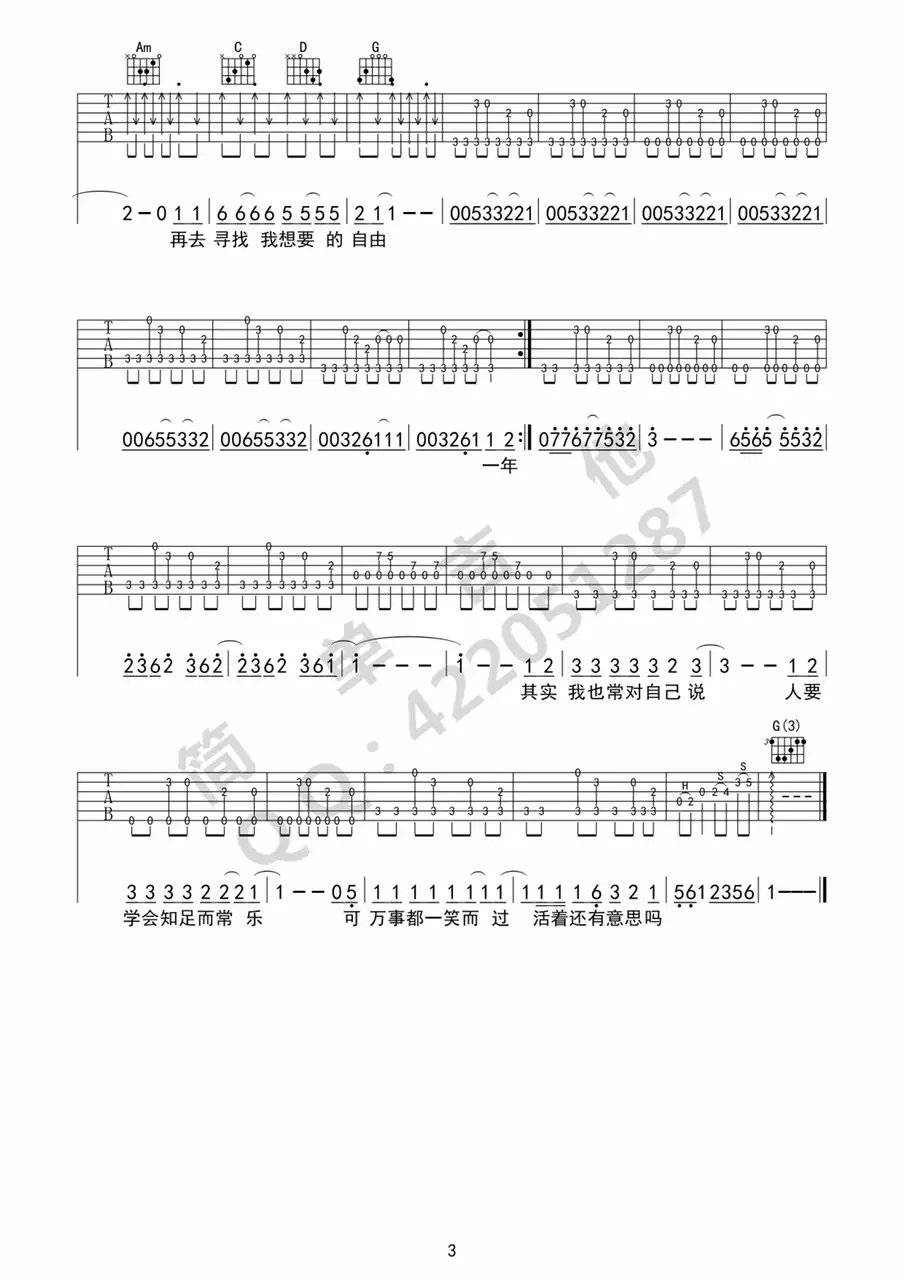 Am C D G
2－0 1 1 | 6 6 6 6 5 5 5 5 | 2 1 1－－ | 00533221 | 00533221 | 00533221 | 00533221
再去 寻找 我想要 的 自由
00655332 | 00655332 | 00326111 | 003261 1 2 :| 077677532 | 3－－－ | 6565 5532
一年
2362 362 | 2362 361 | 1－－－ | 1 1 2 | 3 3 3 3 3 2 3 | 3－－ 1 2
其实 我也常对自己 说 人要
G(3)
H S S
3 3 3 3 2 2 2 1 | 1－－0 5 | 1 1 1 1 1 1 1 1 | 1 1 1 1 6 3 2 1 | 5612356 | 1－－－
学会知足而常 乐 可 万事都一笑而 过 活着还有意思吗
简单吉他
QQ：422051287
3